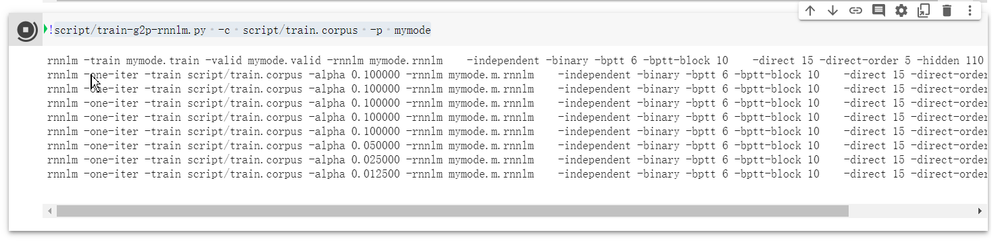 !script/train-g2p-rnnlm.py -c script/train.corpus -p mymode
rnnlm -train mymode.train -valid mymode.valid -rnnlm mymode.rnnlm -independent -binary -bptt 6 -bptt-block 10 -direct 15 -direct-order 5 -hidden 110
rnnlm -one-iter -train script/train.corpus -alpha 0.100000 -rnnlm mymode.m.rnnlm -independent -binary -bptt 6 -bptt-block 10 -direct 15 -direct-order
rnnlm -one-iter -train script/train.corpus -alpha 0.100000 -rnnlm mymode.m.rnnlm -independent -binary -bptt 6 -bptt-block 10 -direct 15 -direct-order
rnnlm -one-iter -train script/train.corpus -alpha 0.100000 -rnnlm mymode.m.rnnlm -independent -binary -bptt 6 -bptt-block 10 -direct 15 -direct-order
rnnlm -one-iter -train script/train.corpus -alpha 0.100000 -rnnlm mymode.m.rnnlm -independent -binary -bptt 6 -bptt-block 10 -direct 15 -direct-order
rnnlm -one-iter -train script/train.corpus -alpha 0.100000 -rnnlm mymode.m.rnnlm -independent -binary -bptt 6 -bptt-block 10 -direct 15 -direct-order
rnnlm -one-iter -train script/train.corpus -alpha 0.050000 -rnnlm mymode.m.rnnlm -independent -binary -bptt 6 -bptt-block 10 -direct 15 -direct-order
rnnlm -one-iter -train script/train.corpus -alpha 0.025000 -rnnlm mymode.m.rnnlm -independent -binary -bptt 6 -bptt-block 10 -direct 15 -direct-order
rnnlm -one-iter -train script/train.corpus -alpha 0.012500 -rnnlm mymode.m.rnnlm -independent -binary -bptt 6 -bptt-block 10 -direct 15 -direct-order